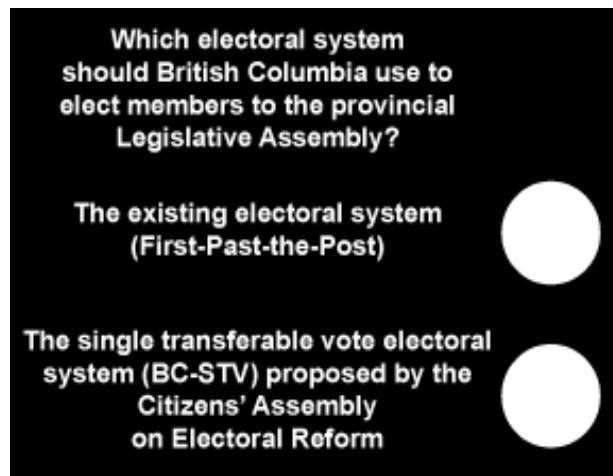 Which electoral system
should British Columbia use to
elect members to the provincial
Legislative Assembly?
The existing electoral system
(First-Past-the-Post)
The single transferable vote electoral
system (BC-STV) proposed by the
Citizens’ Assembly
on Electoral Reform